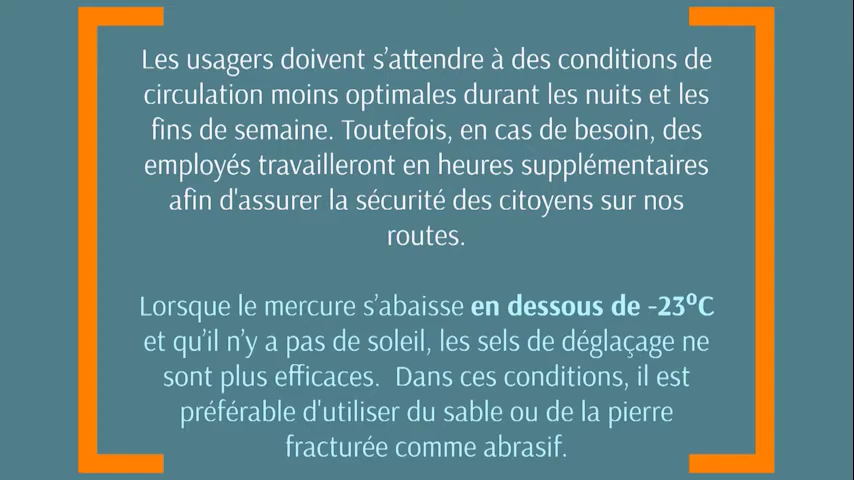 Les usagers doivent s’attendre à des conditions de
circulation moins optimales durant les nuits et les
fins de semaine. Toutefois, en cas de besoin, des
employés travailleront en heures supplémentaires
afin d'assurer la sécurité des citoyens sur nos
routes.
Lorsque le mercure s’abaisse en dessous de -23ºC
et qu’il n’y a pas de soleil, les sels de déglaçage ne
sont plus efficaces.  Dans ces conditions, il est
préférable d'utiliser du sable ou de la pierre
fracturée comme abrasif.